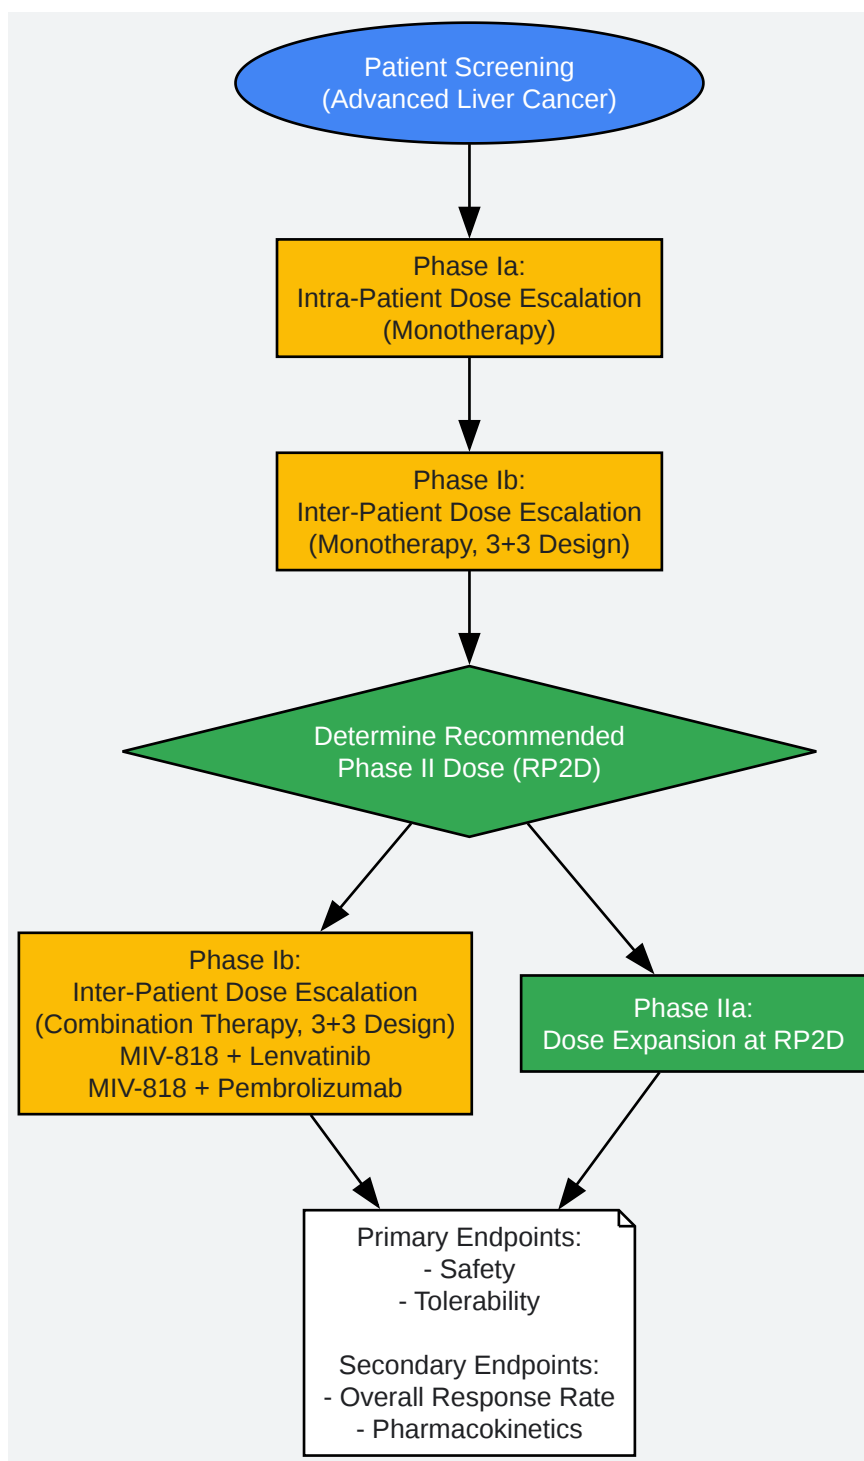 Patient Screening
(Advanced Liver Cancer)
Phase Ia:
Intra-Patient Dose Escalation
(Monotherapy)
Phase Ib:
Inter-Patient Dose Escalation
(Monotherapy, 3+3 Design)
Determine Recommended
Phase II Dose (RP2D)
Phase Ib:
Inter-Patient Dose Escalation
(Combination Therapy, 3+3 Design)
MIV-818 + Lenvatinib
MIV-818 + Pembrolizumab
Phase IIa:
Dose Expansion at RP2D
Primary Endpoints:
- Safety
- Tolerability
Secondary Endpoints:
- Overall Response Rate
- Pharmacokinetics